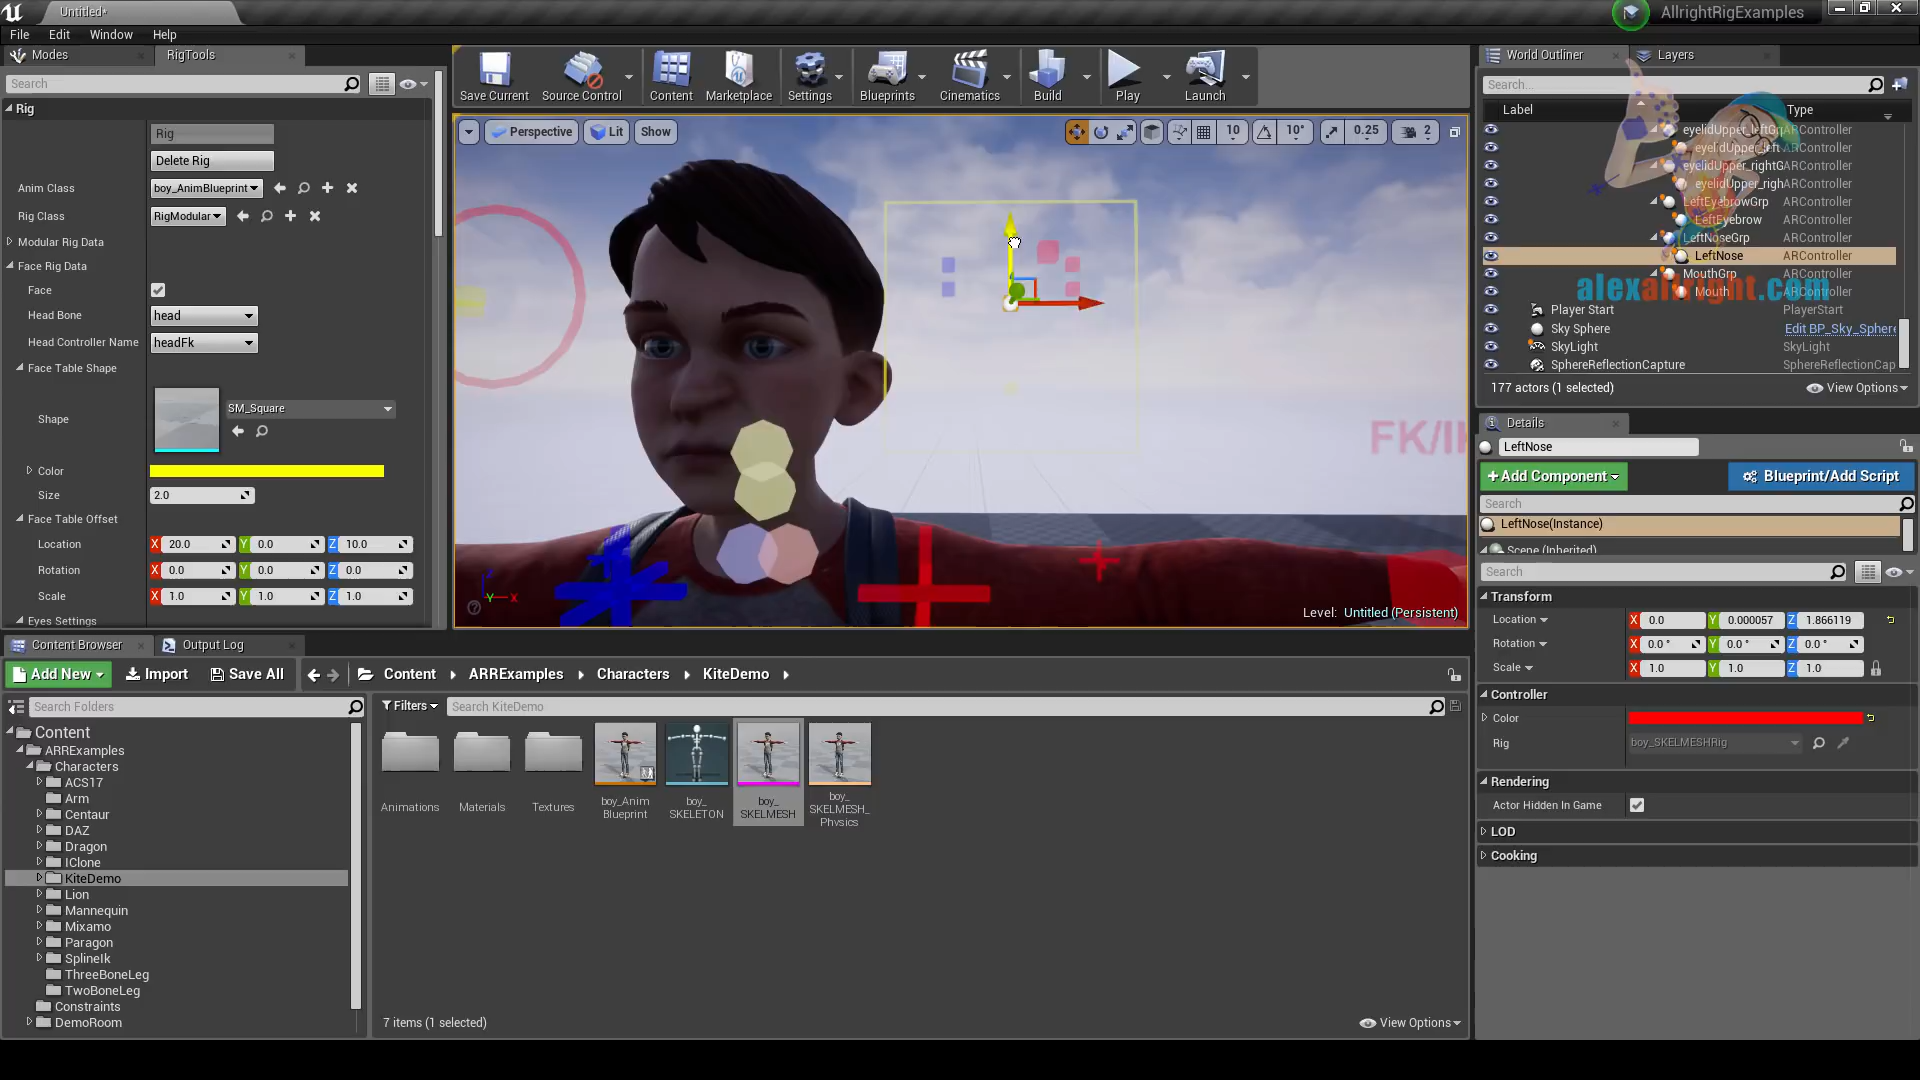 Untitled*
AllrightRigExamples
File Edit Window Help
Modes
RigTools
Search
Rig
Rig
Delete Rig
Anim Class
boy_AnimBlueprint
Rig Class
RigModular
Modular Rig Data
Face Rig Data
Face
Head Bone
head
Head Controller Name
headFk
Face Table Shape
Shape
SM_Square
Color
Size
2.0
Face Table Offset
Location X 20.0 Y 0.0 Z 10.0
Rotation X 0.0 Y 0.0 Z 0.0
Scale X 1.0 Y 1.0 Z 1.0
Eyes Settings
Save Current
Source Control
Content
Marketplace
Settings
Blueprints
Cinematics
Build
Play
Launch
Perspective
Lit
Show
10
10°
0.25
2
FK/IK
Z
Y X
Level: Untitled (Persistent)
World Outliner
Layers
Search...
Label Type
eyelidUpper_leftGrp ARController
eyelidUpper_left ARController
eyelidUpper_rightG ARController
eyelidUpper_righ ARController
LeftEyebrowGrp ARController
LeftEyebrow ARController
LeftNoseGrp ARController
LeftNose ARController
MouthGrp ARController
Mouth ARController
alexallright.com
Player Start PlayerStart
Sky Sphere Edit BP_Sky_Sphere
SkyLight SkyLight
SphereReflectionCapture SphereReflectionCap
177 actors (1 selected)
View Options
Details
LeftNose
+Add Component
Blueprint/Add Script
Search
LeftNose(Instance)
Scene (Inherited)
Search
Transform
Location X 0.0 Y 0.000057 Z 1.866119
Rotation X 0.0 ° Y 0.0 ° Z 0.0 °
Scale X 1.0 Y 1.0 Z 1.0
Controller
Color
Rig
boy_SKELMESHRig
Rendering
Actor Hidden In Game
LOD
Cooking
Content Browser
Output Log
Add New
Import
Save All
Content
ARRExamples
Characters
KiteDemo
Search Folders
Filters
Search KiteDemo
Content
ARRExamples
Characters
ACS17
Arm
Centaur
DAZ
Dragon
IClone
KiteDemo
Lion
Mannequin
Mixamo
Paragon
SplineIk
ThreeBoneLeg
TwoBoneLeg
Constraints
DemoRoom
Animations
Materials
Textures
boy_Anim
Blueprint
boy_
SKELETON
boy_
SKELMESH
boy_
SKELMESH_
Physics
7 items (1 selected)
View Options